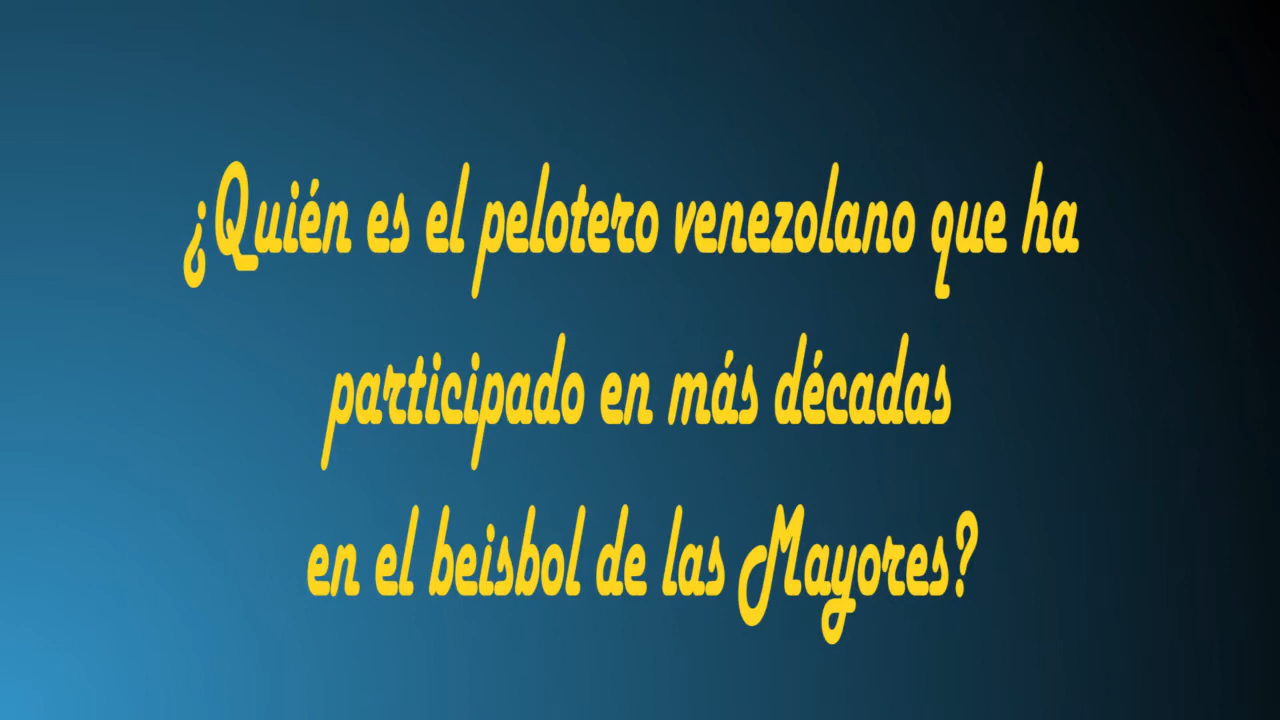 ¿Quién es el pelotero venezolano que ha
participado en más décadas
en el beisbol de las Mayores?